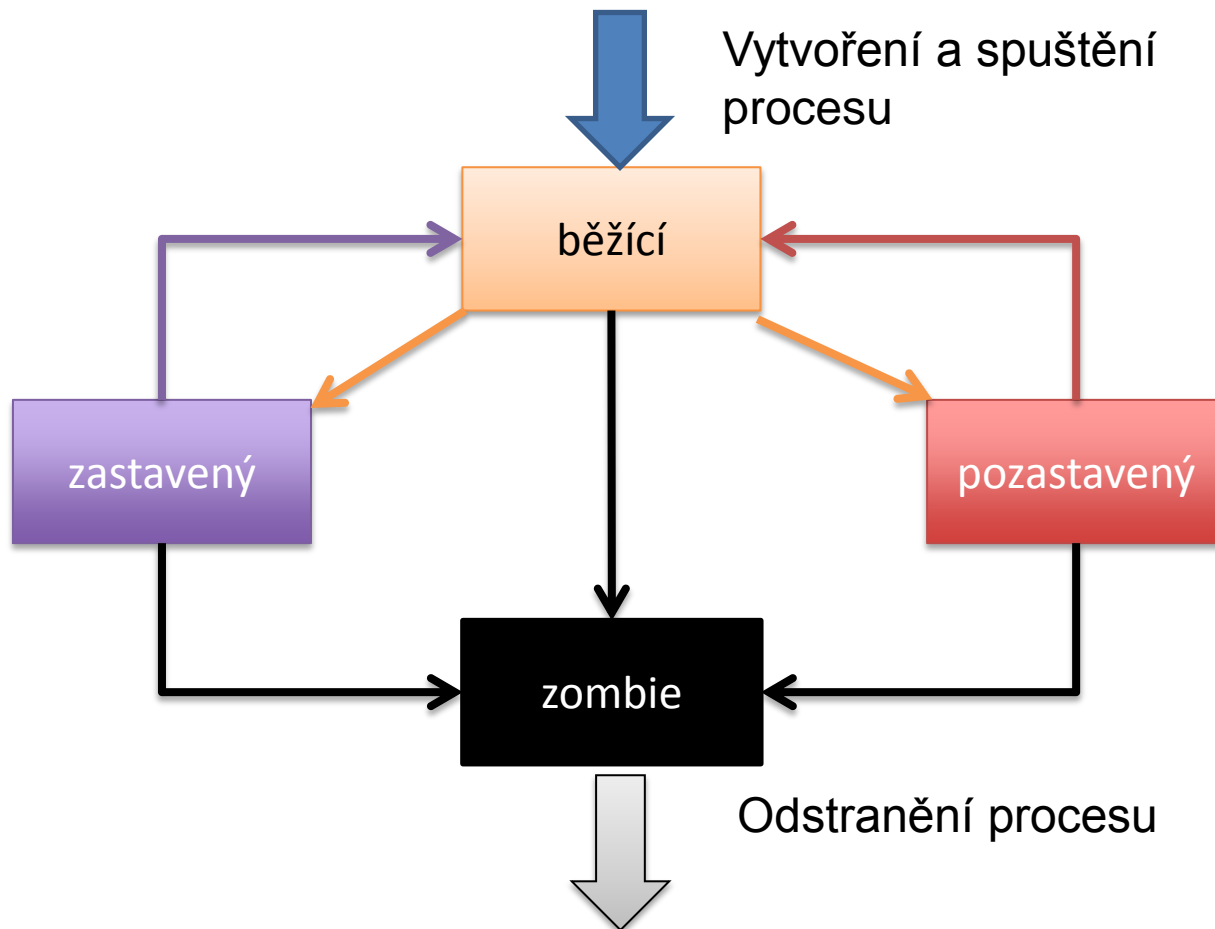 Vytvoření a spuštění
procesu
běžící
zastavený
pozastavený
zombie
Odstranění procesu